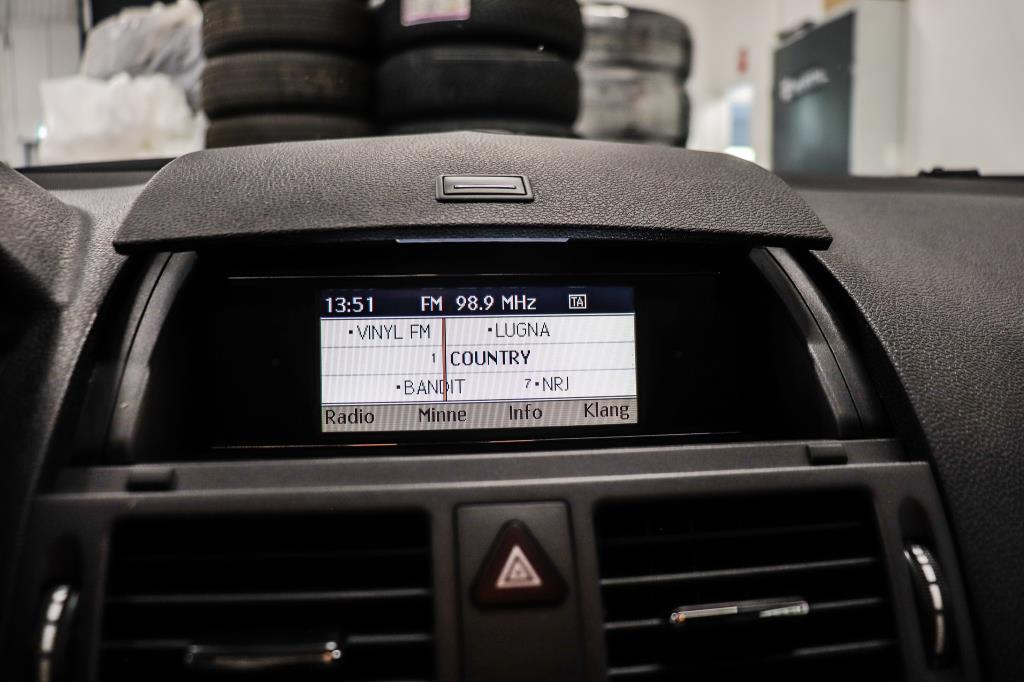 13:51 FM 98.9 MHz TA
•VINYL FM •LUGNA
1 COUNTRY
•BANDIT 7•NRJ
Radio Minne Info Klang